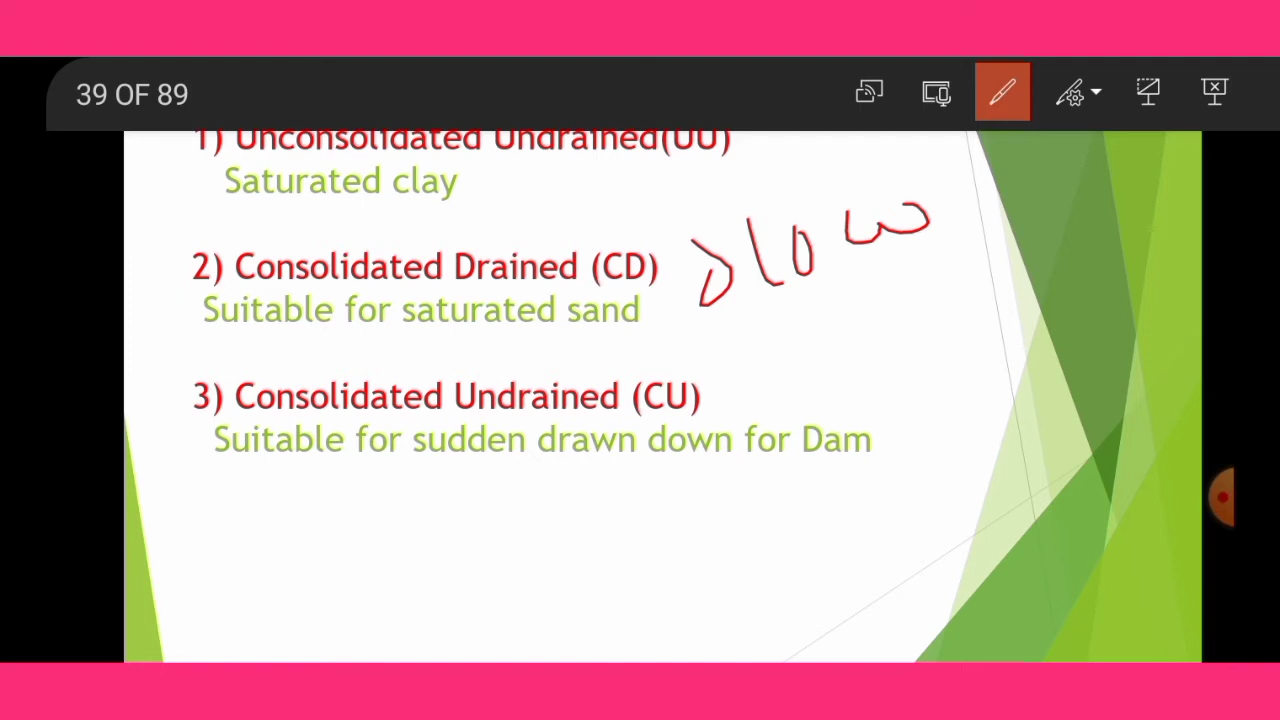 39 OF 89
1) Unconsolidated Undrained(UU)
Saturated clay
2) Consolidated Drained (CD)
slow
Suitable for saturated sand
3) Consolidated Undrained (CU)
Suitable for sudden drawn down for Dam